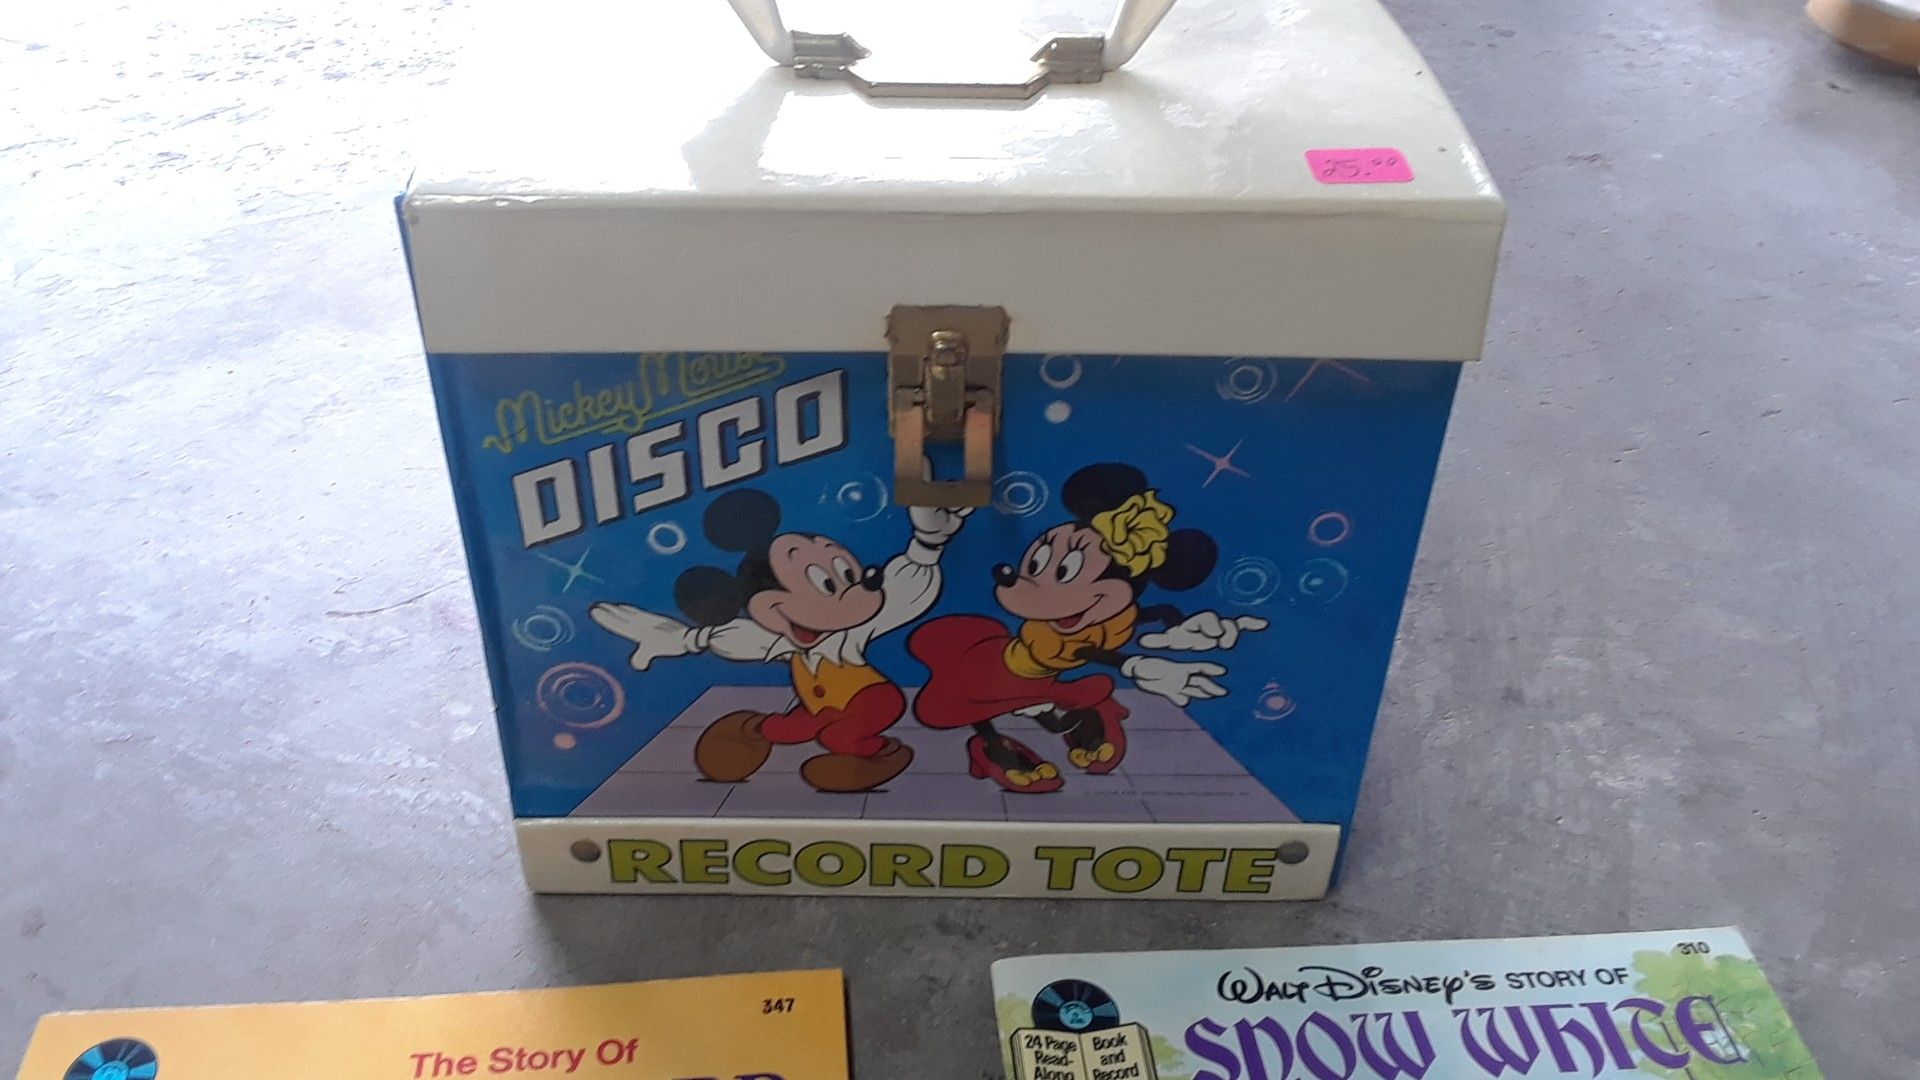 25.00
Mickey Mouse
DISCO
RECORD TOTE
347
The Story Of
310
WALT DISNEY'S STORY OF
SNOW WHITE
24 Page
Read-
Along
Book
and
Record